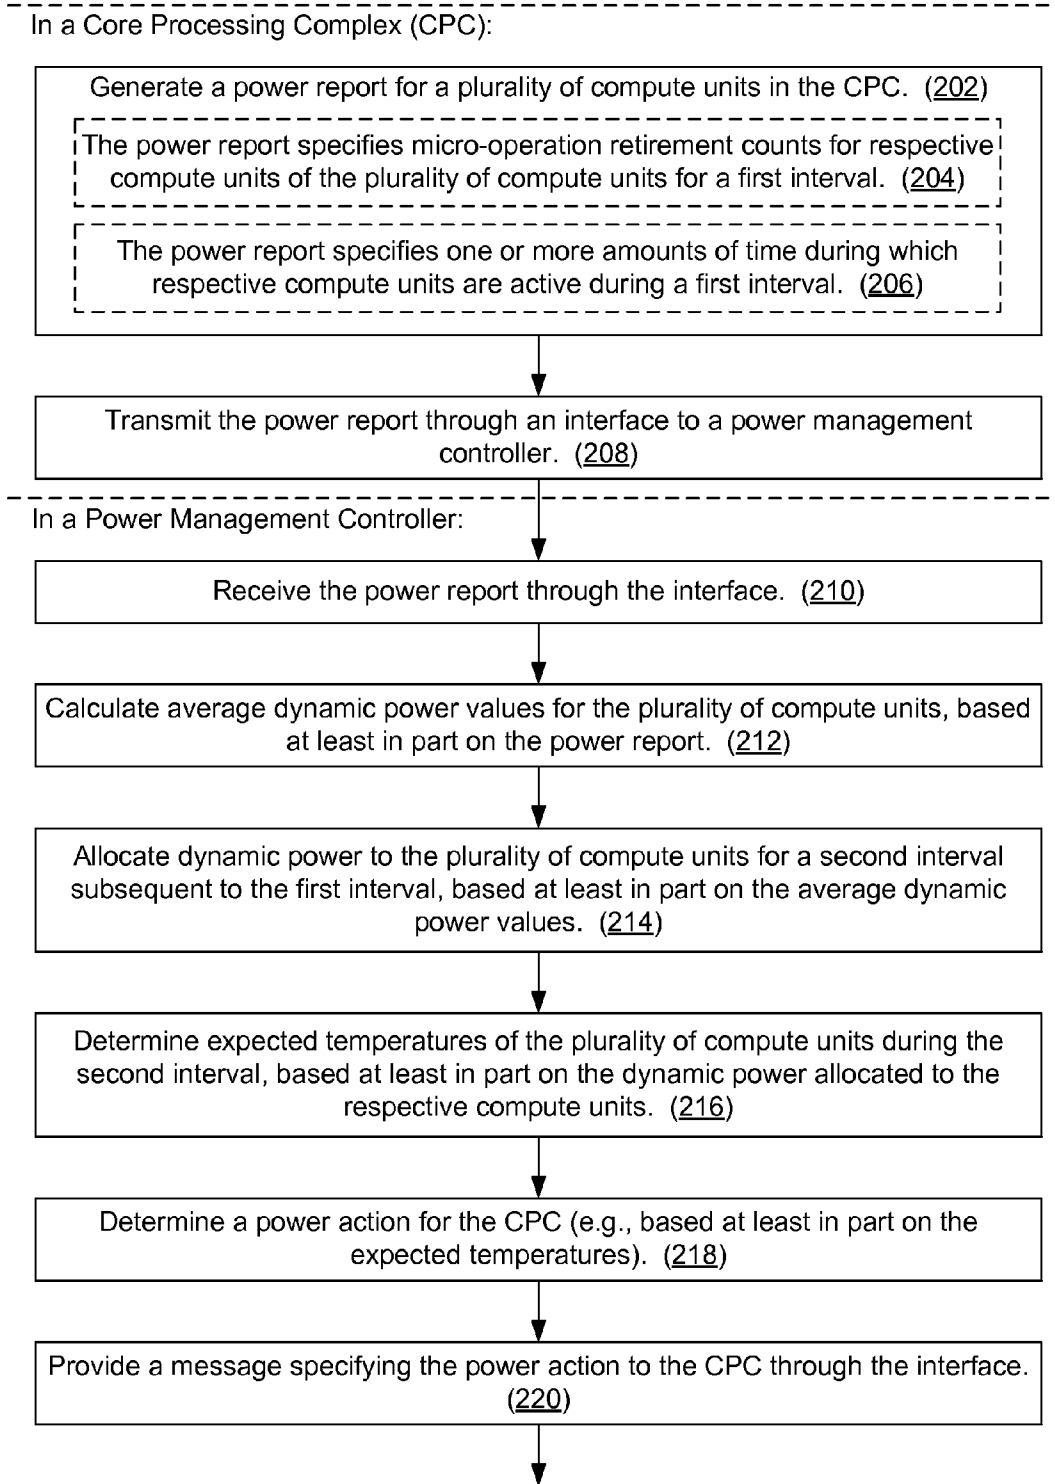 In a Core Processing Complex (CPC):
Generate a power report for a plurality of compute units in the CPC. (202)
The power report specifies micro-operation retirement counts for respective
compute units of the plurality of compute units for a first interval. (204)
The power report specifies one or more amounts of time during which
respective compute units are active during a first interval. (206)
Transmit the power report through an interface to a power management
controller. (208)
In a Power Management Controller:
Receive the power report through the interface. (210)
Calculate average dynamic power values for the plurality of compute units, based
at least in part on the power report. (212)
Allocate dynamic power to the plurality of compute units for a second interval
subsequent to the first interval, based at least in part on the average dynamic
power values. (214)
Determine expected temperatures of the plurality of compute units during the
second interval, based at least in part on the dynamic power allocated to the
respective compute units. (216)
Determine a power action for the CPC (e.g., based at least in part on the
expected temperatures). (218)
Provide a message specifying the power action to the CPC through the interface.
(220)